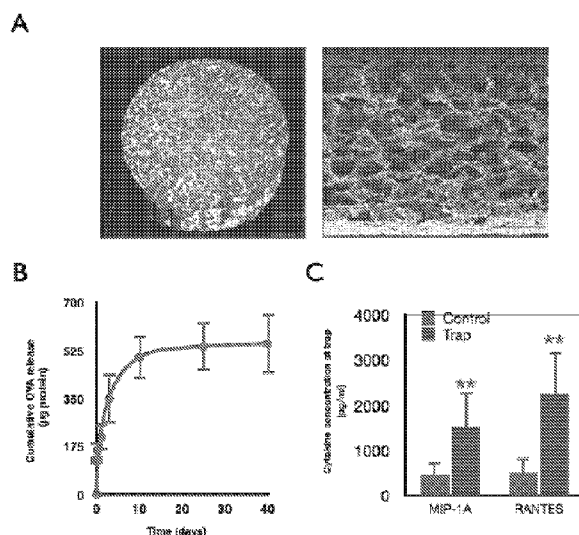 A
B
700
525
350
175
0
0 10 20 30 40
Cumulative OVA release
(µg protein)
Time (days)
C
Control
Trap
4000
3000
2000
1000
0
Cytokine concentration at trap
(pg/ml)
**
**
MIP-1A RANTES